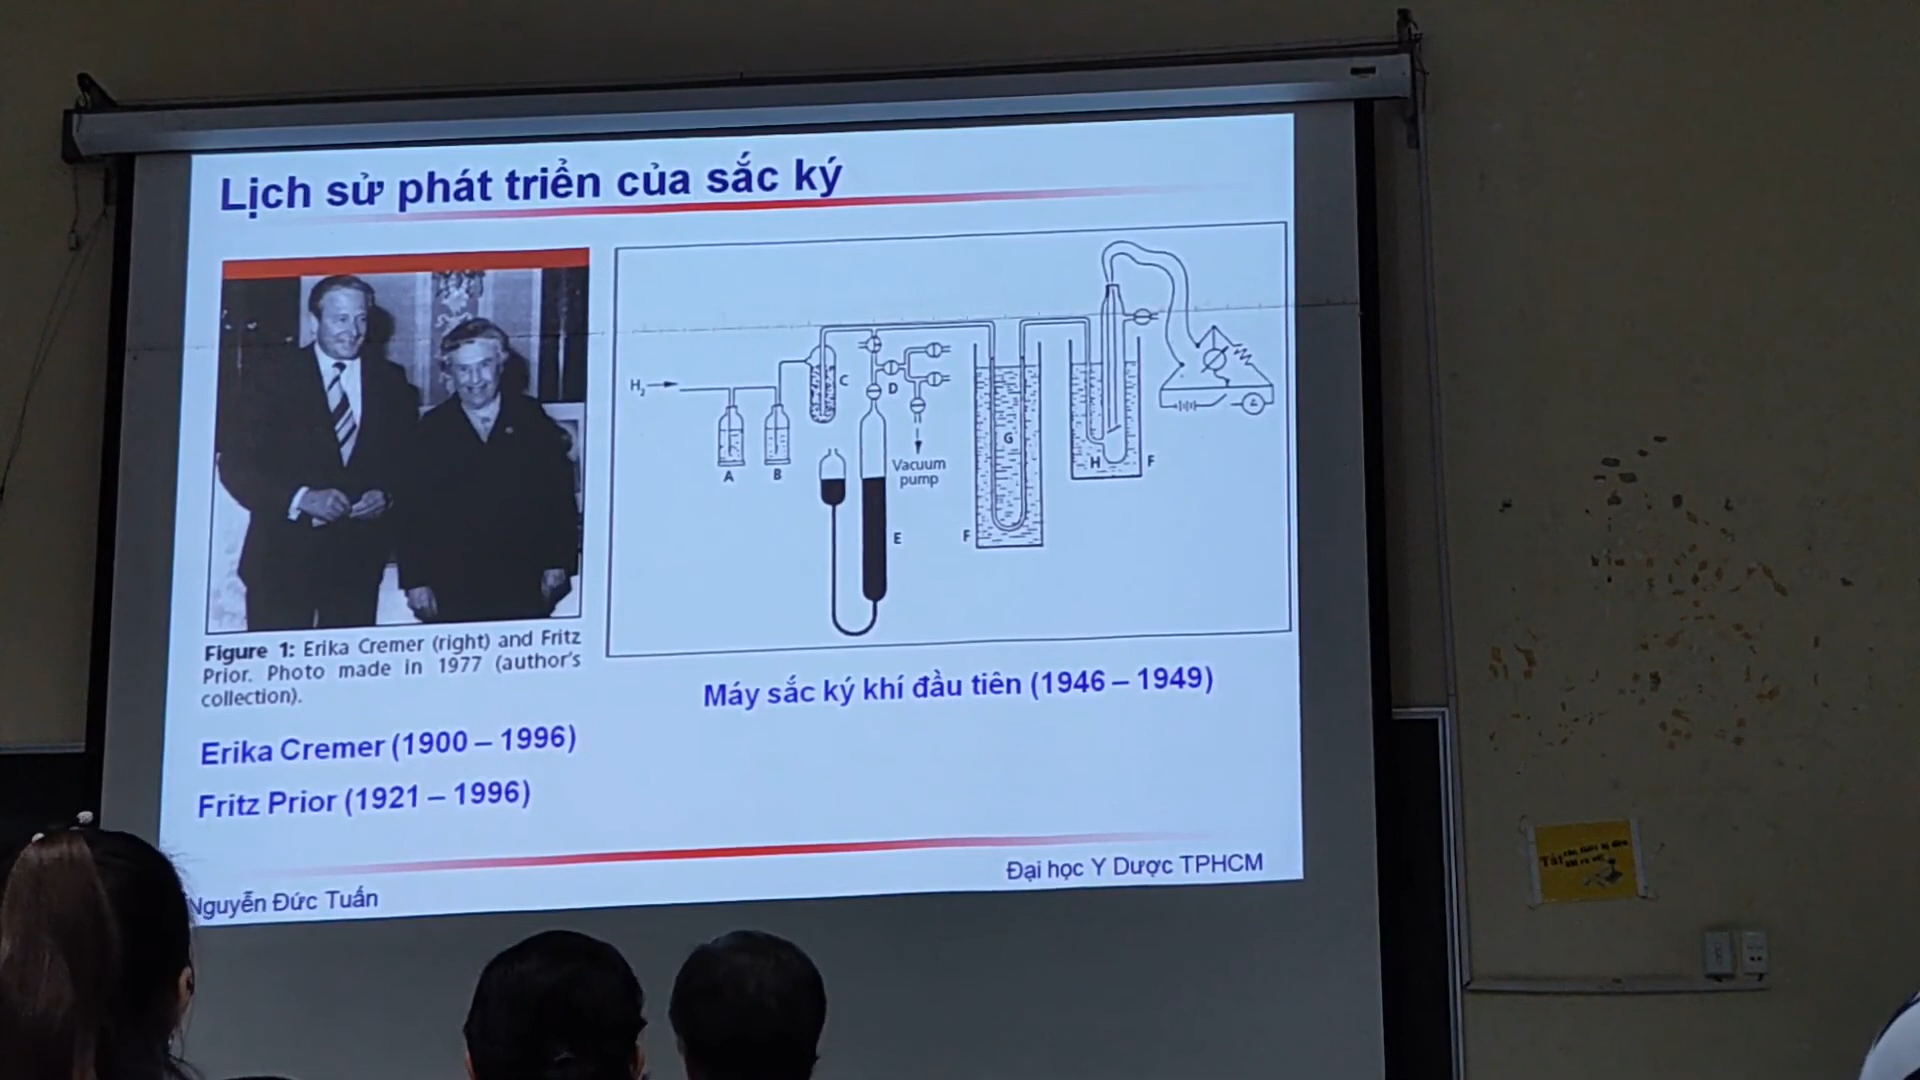 Lịch sử phát triển của sắc ký
H₂
A
B
C
D
E
Vacuum
pump
F
G
H
F
Figure 1: Erika Cremer (right) and Fritz
Prior. Photo made in 1977 (author's
collection).
Máy sắc ký khí đầu tiên (1946 – 1949)
Erika Cremer (1900 – 1996)
Fritz Prior (1921 – 1996)
Nguyễn Đức Tuấn
Đại học Y Dược TPHCM
Tắt